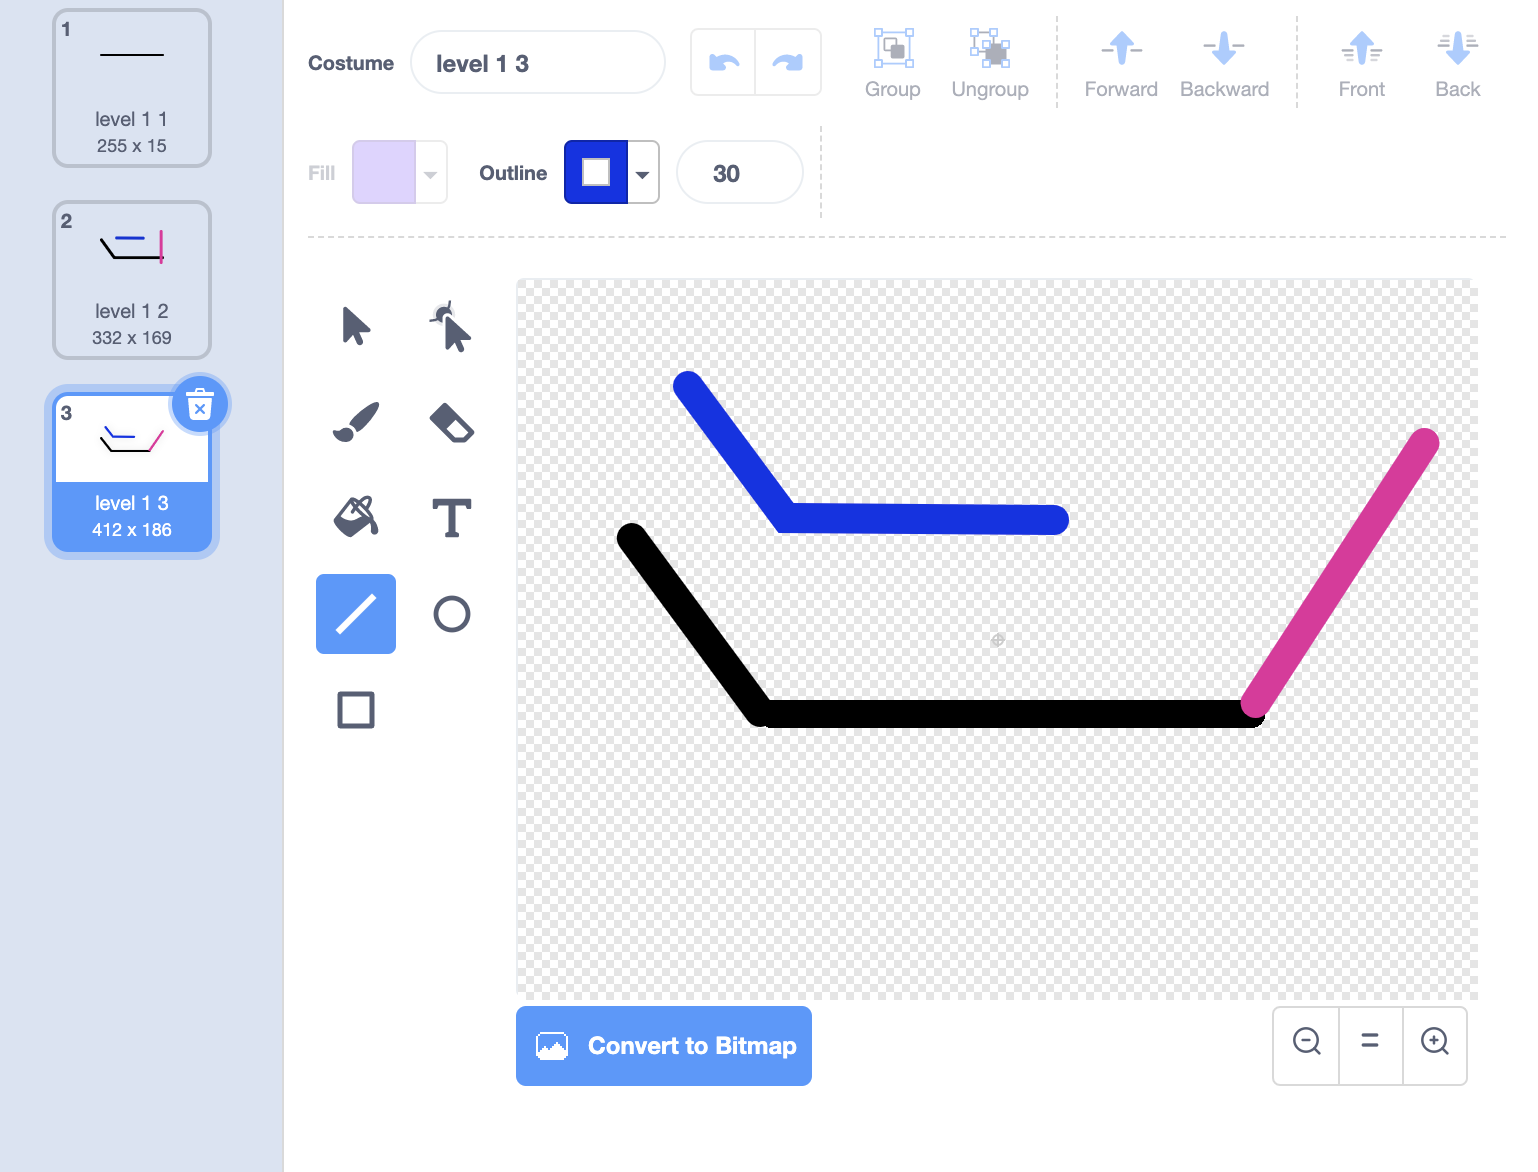 1
level 1 1
255 x 15
2
level 1 2
332 x 169
3
level 1 3
412 x 186
Costume
level 1 3
Group
Ungroup
Forward
Backward
Front
Back
Fill
Outline
30
T
Convert to Bitmap